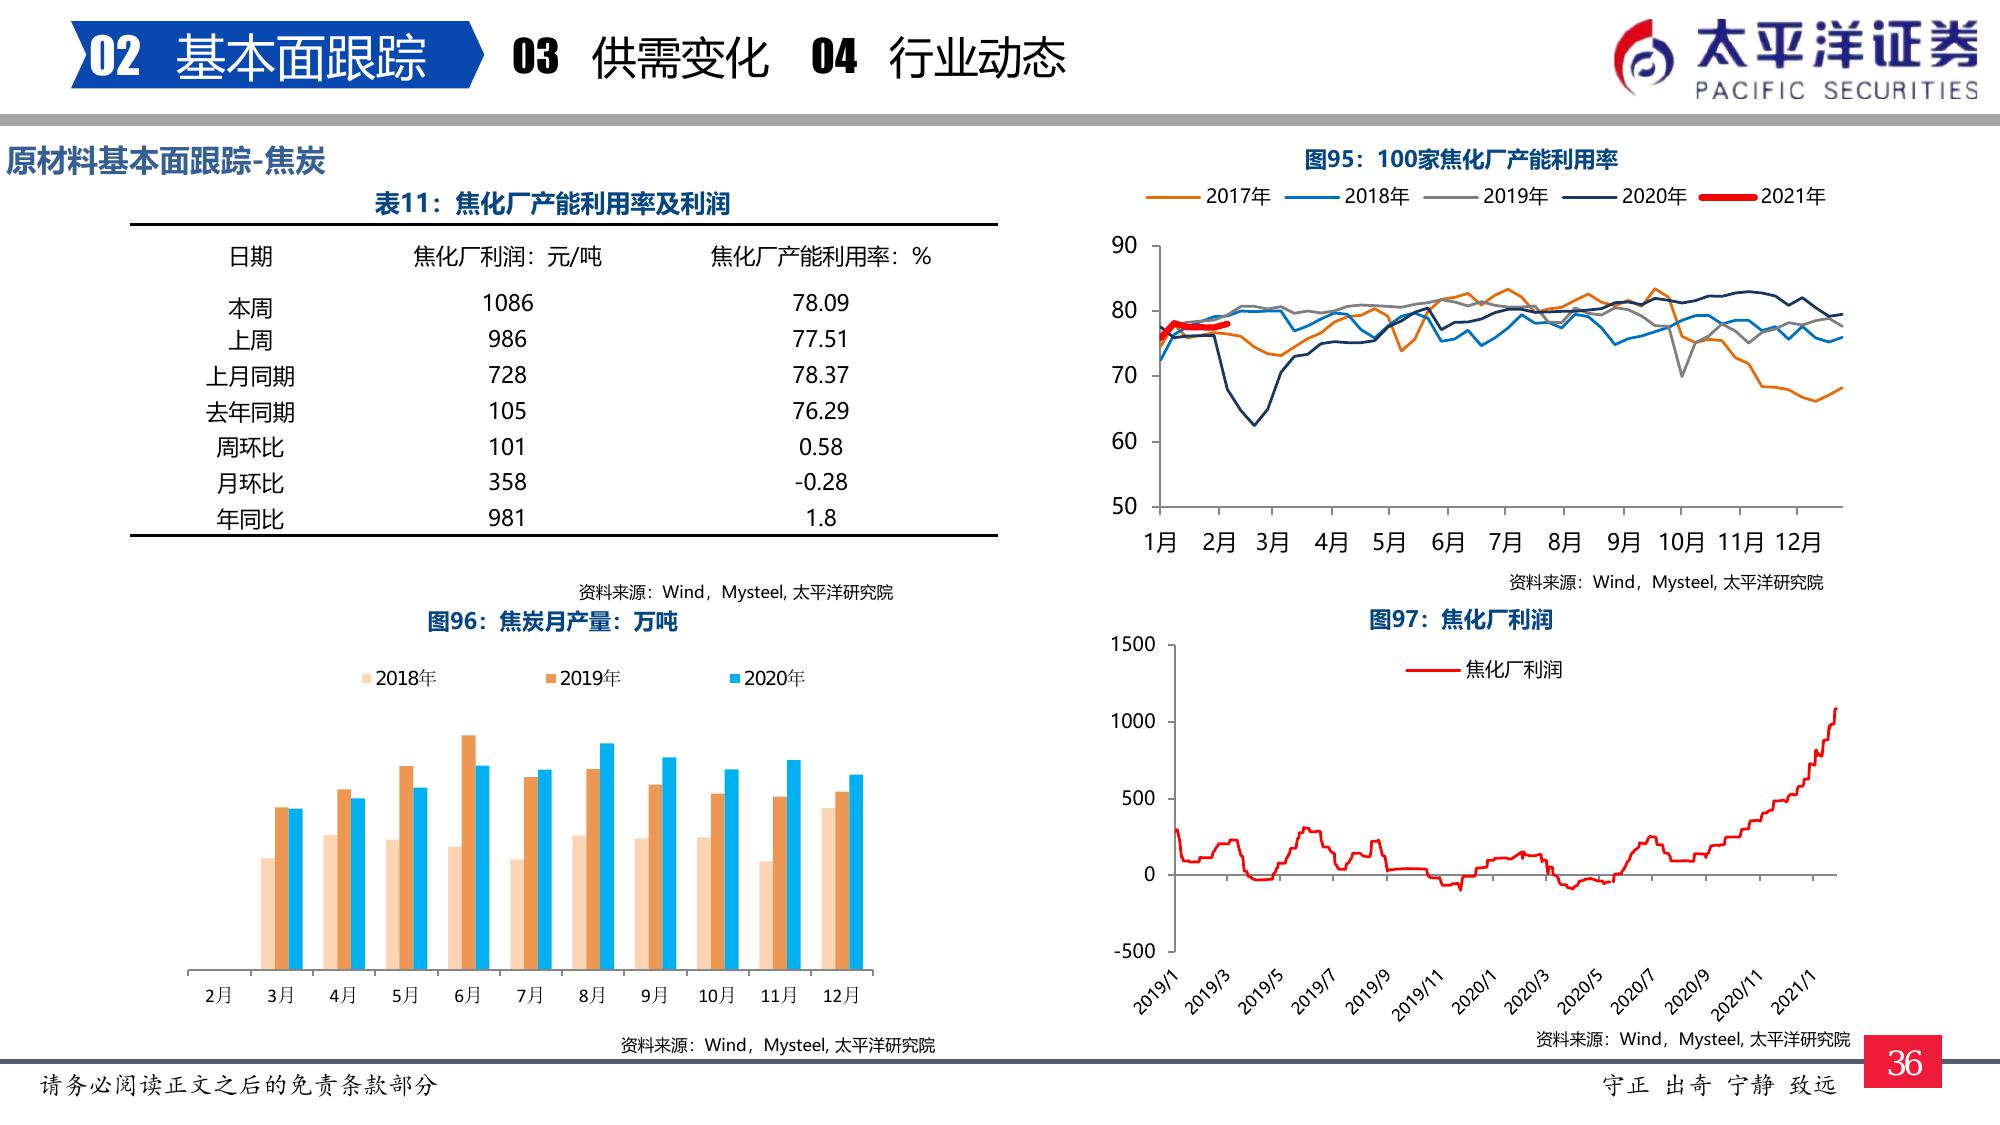 02 基本面跟踪 03 供需变化 04 行业动态
太平洋证券
PACIFIC SECURITIES
原材料基本面跟踪-焦炭
表11：焦化厂产能利用率及利润
日期 焦化厂利润：元/吨 焦化厂产能利用率：%
本周 1086 78.09
上周 986 77.51
上月同期 728 78.37
去年同期 105 76.29
周环比 101 0.58
月环比 358 -0.28
年同比 981 1.8
资料来源：Wind，Mysteel, 太平洋研究院
图95：100家焦化厂产能利用率
2017年 2018年 2019年 2020年 2021年
90
80
70
60
50
1月 2月 3月 4月 5月 6月 7月 8月 9月 10月 11月 12月
资料来源：Wind，Mysteel, 太平洋研究院
图96：焦炭月产量：万吨
2018年 2019年 2020年
2月 3月 4月 5月 6月 7月 8月 9月 10月 11月 12月
资料来源：Wind，Mysteel, 太平洋研究院
图97：焦化厂利润
焦化厂利润
1500
1000
500
0
-500
2019/1 2019/3 2019/5 2019/7 2019/9 2019/11 2020/1 2020/3 2020/5 2020/7 2020/9 2020/11 2021/1
资料来源：Wind，Mysteel, 太平洋研究院
请务必阅读正文之后的免责条款部分
守正 出奇 宁静 致远
36